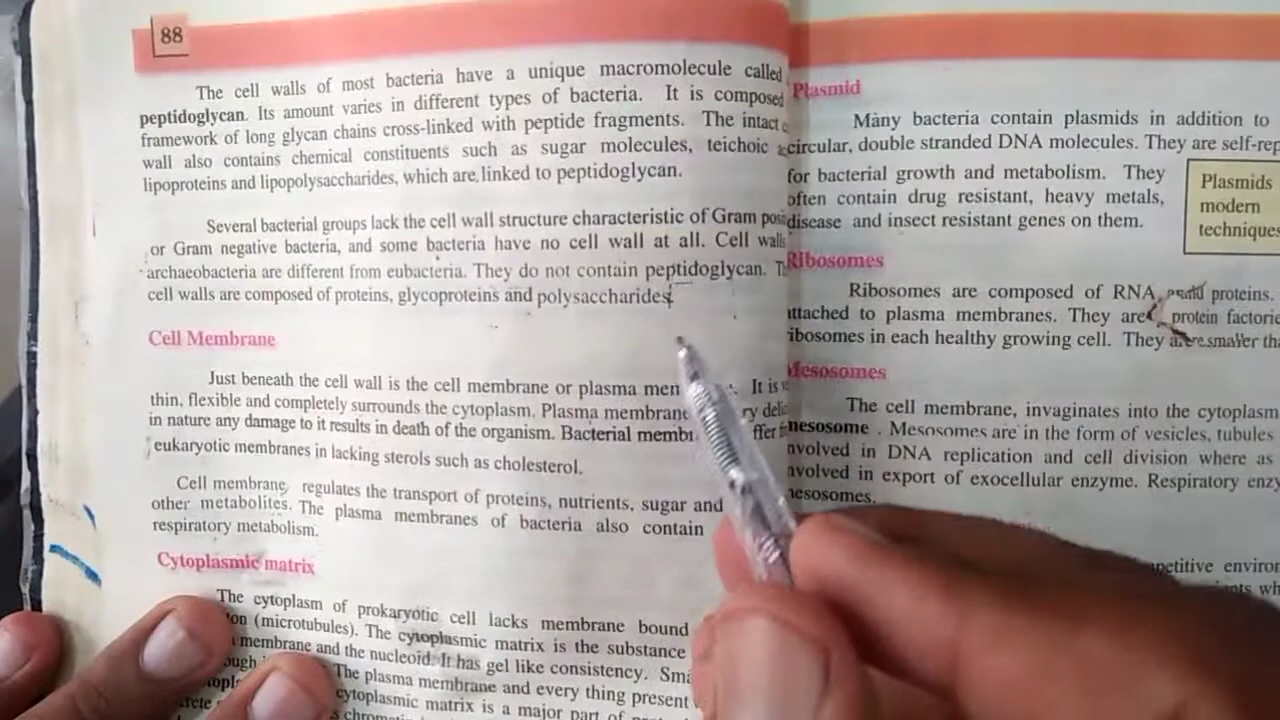 88
The cell walls of most bacteria have a unique macromolecule called
peptidoglycan. Its amount varies in different types of bacteria. It is composed
framework of long glycan chains cross-linked with peptide fragments. The intact
wall also contains chemical constituents such as sugar molecules, teichoic
lipoproteins and lipopolysaccharides, which are linked to peptidoglycan.
Several bacterial groups lack the cell wall structure characteristic of Gram
or Gram negative bacteria, and some bacteria have no cell wall at all. Cell
archaeobacteria are different from eubacteria. They do not contain peptidoglycan.
cell walls are composed of proteins, glycoproteins and polysaccharides
Cell Membrane
Just beneath the cell wall is the cell membrane or plasma It is
thin, flexible and completely surrounds the cytoplasm. Plasma membrane
in nature any damage to it results in death of the organism. Bacterial
eukaryotic membranes in lacking sterols such as cholesterol.
Cell membrane regulates the transport of proteins, nutrients, sugar and
other metabolites. The plasma membranes of bacteria also contain
respiratory metabolism.
Cytoplasmic matrix
The cytoplasm of prokaryotic cell lacks membrane bound
(microtubules). The cytoplasmic matrix is the substance
membrane and the nucleoid. It has gel like consistency.
The plasma membrane and every thing present
cytoplasmic matrix is a major part of
Plasmid
Many bacteria contain plasmids in addition to
circular, double stranded DNA molecules. They are
for bacterial growth and metabolism. They
often contain drug resistant, heavy metals,
disease and insect resistant genes on them.
Plasmids
modern
techniques
Ribosomes
Ribosomes are composed of RNA and proteins.
attached to plasma membranes. They are protein
ribosomes in each healthy growing cell. They are smaller
Mesosomes
The cell membrane, invaginates into the cytoplasm
mesosome . Mesosomes are in the form of vesicles, tubules
involved in DNA replication and cell division where as
involved in export of exocellular enzyme. Respiratory
mesosomes.